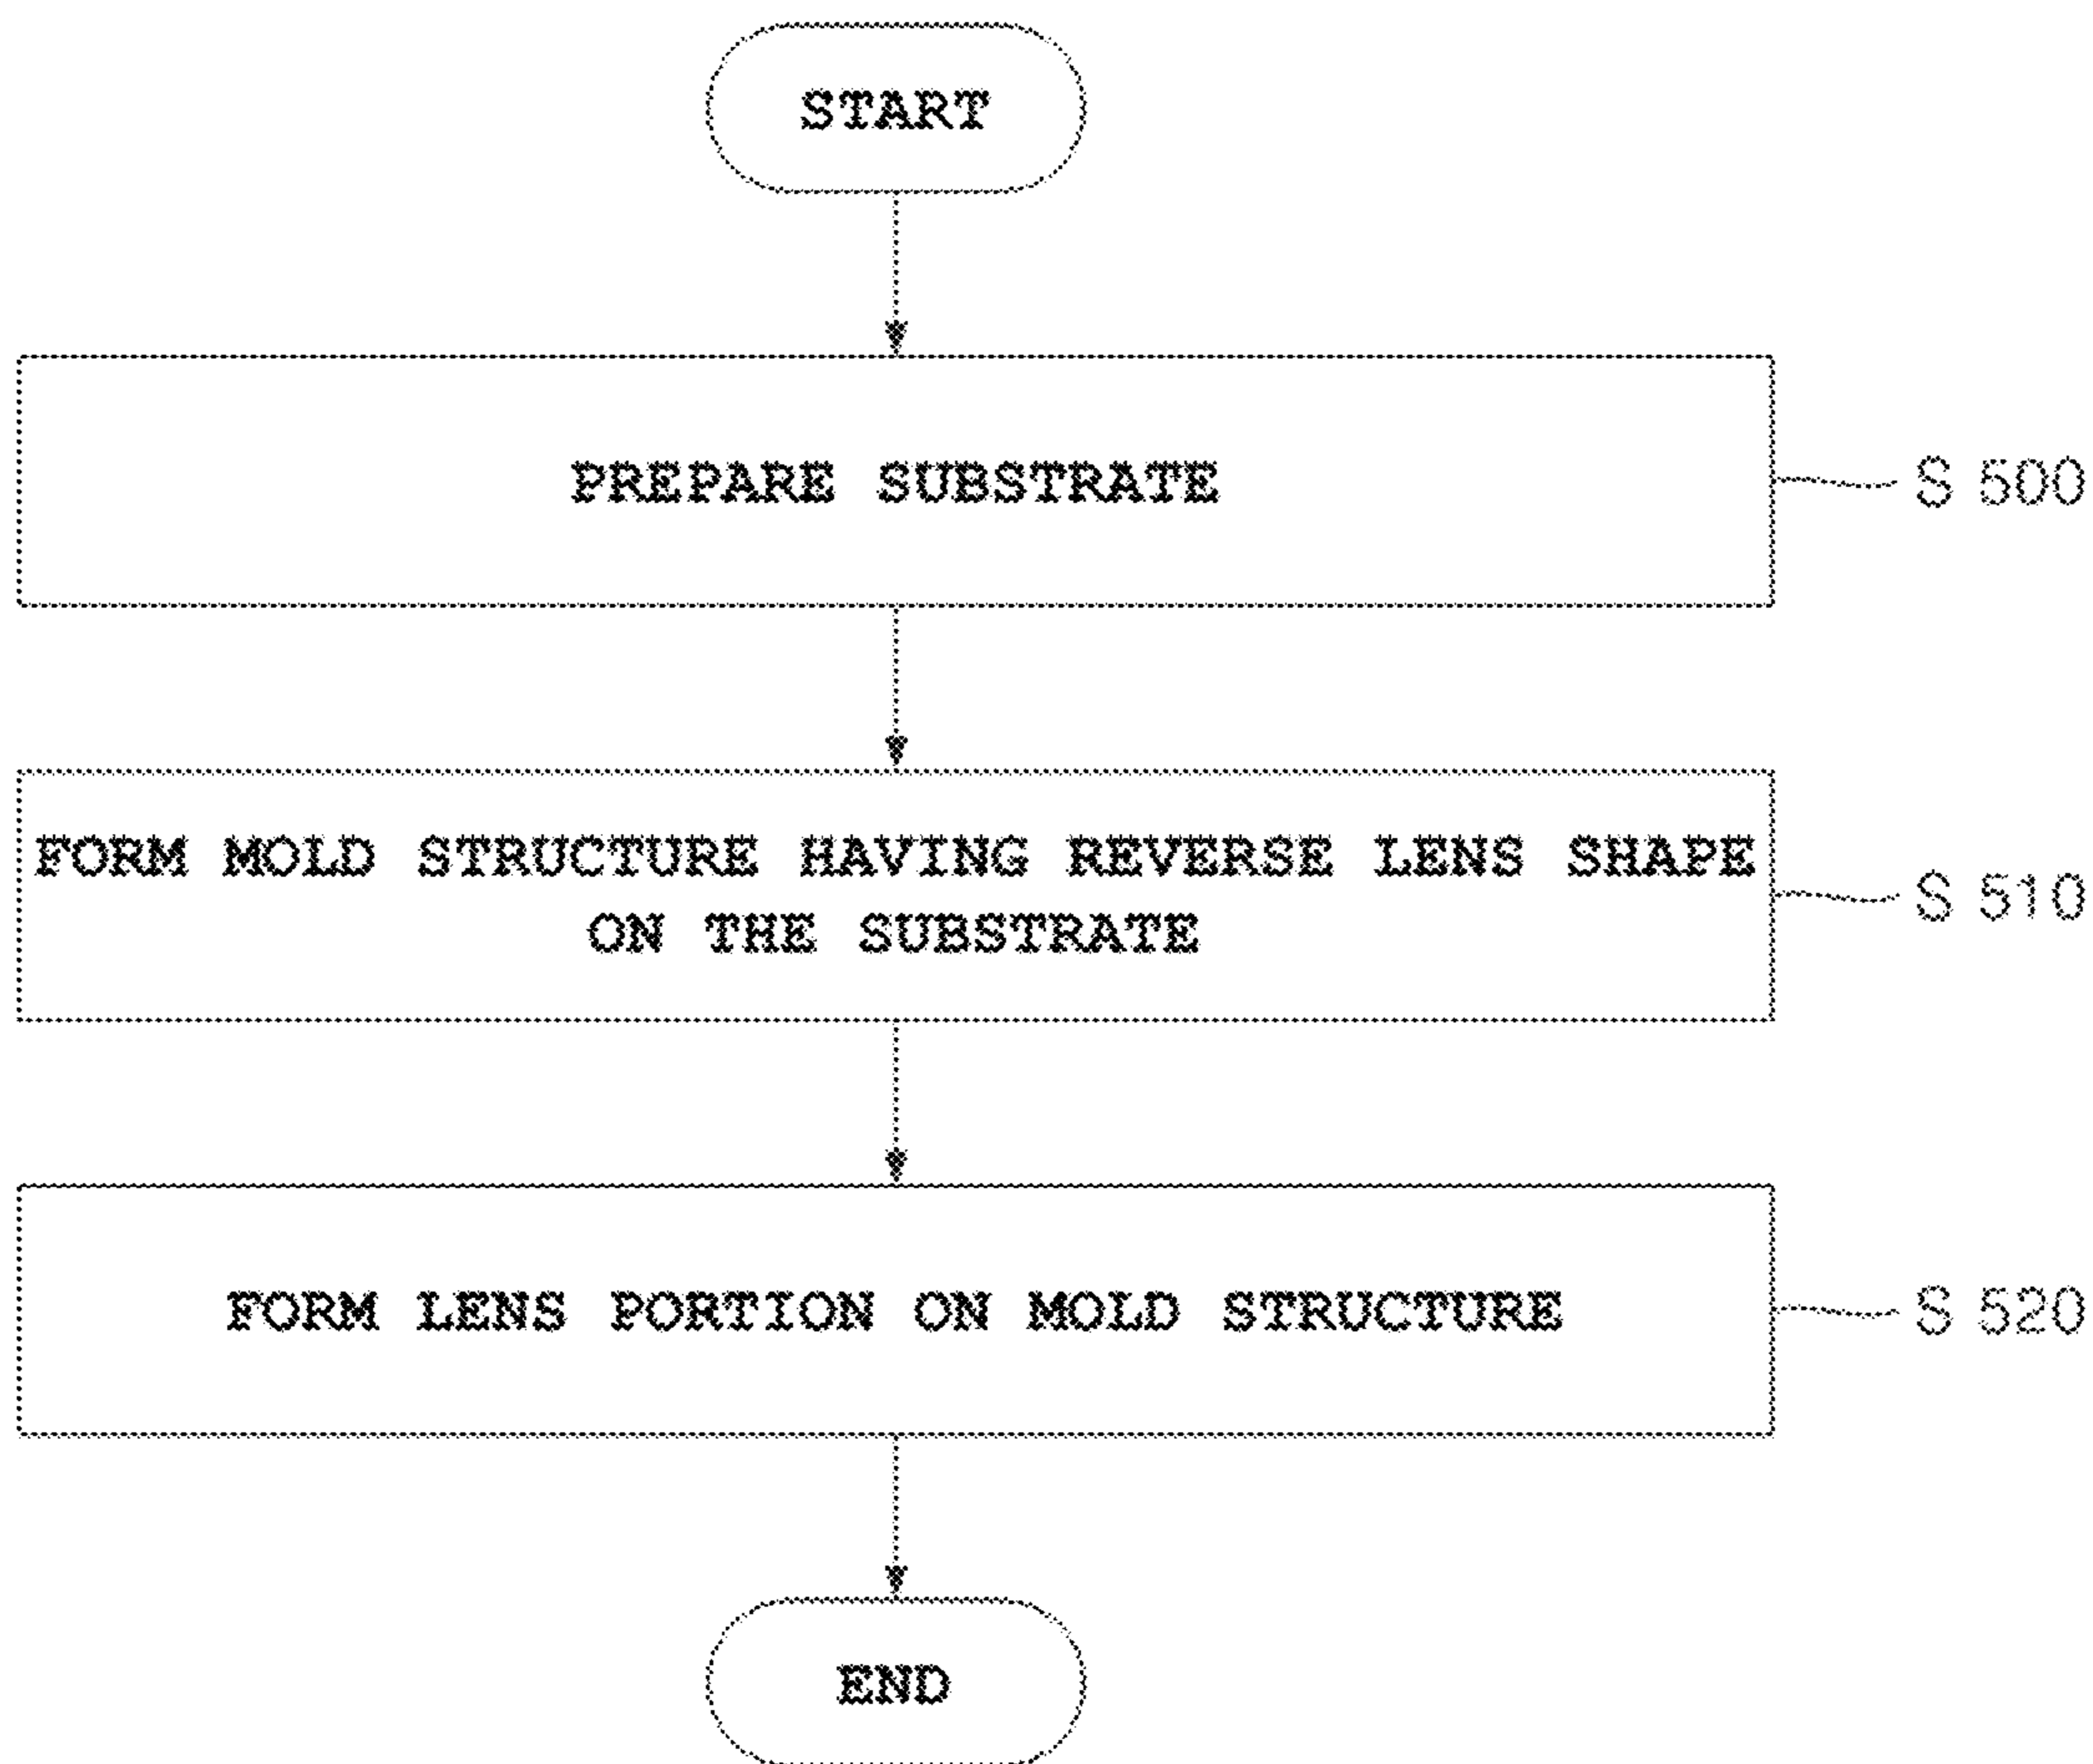 START
PREPARE SUBSTRATE
S 500
FORM MOLD STRUCTURE HAVING REVERSE LENS SHAPE
ON THE SUBSTRATE
S 510
FORM LENS PORTION ON MOLD STRUCTURE
S 520
END